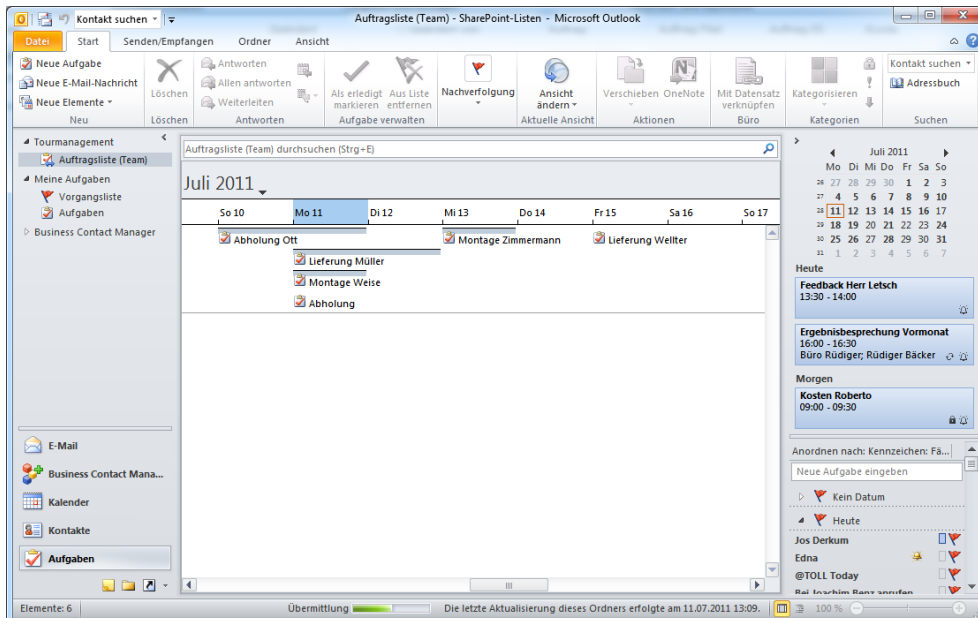 Kontakt suchen
Auftragsliste (Team) - SharePoint-Listen - Microsoft Outlook
Datei Start Senden/Empfangen Ordner Ansicht
Neue Aufgabe
Neue E-Mail-Nachricht
Neue Elemente
Neu
Löschen
Löschen
Antworten
Allen antworten
Weiterleiten
Antworten
Als erledigt markieren
Aus Liste entfernen
Aufgabe verwalten
Nachverfolgung
Ansicht ändern
Aktuelle Ansicht
Verschieben OneNote
Aktionen
Mit Datensatz verknüpfen
Büro
Kategorisieren
Kategorien
Kontakt suchen
Adressbuch
Suchen
Tourmanagement
Auftragsliste (Team)
Meine Aufgaben
Vorgangsliste
Aufgaben
Business Contact Manager
E-Mail
Business Contact Mana...
Kalender
Kontakte
Aufgaben
Auftragsliste (Team) durchsuchen (Strg+E)
Juli 2011
So 10 Mo 11 Di 12 Mi 13 Do 14 Fr 15 Sa 16 So 17
Abholung Ott Montage Zimmermann Lieferung Wellter
Lieferung Müller
Montage Weise
Abholung
Juli 2011
Mo Di Mi Do Fr Sa So
26 27 28 29 30 1 2 3
27 4 5 6 7 8 9 10
28 11 12 13 14 15 16 17
29 18 19 20 21 22 23 24
30 25 26 27 28 29 30 31
31 1 2 3 4 5 6 7
Heute
Feedback Herr Letsch
13:30 - 14:00
Ergebnisbesprechung Vormonat
16:00 - 16:30
Büro Rüdiger; Rüdiger Bäcker
Morgen
Kosten Roberto
09:00 - 09:30
Anordnen nach: Kennzeichen: Fä...
Neue Aufgabe eingeben
Kein Datum
Heute
Jos Derkum
Edna
@TOLL Today
Bei Joachim Benz anrufen
Elemente: 6 Übermittlung Die letzte Aktualisierung dieses Ordners erfolgte am 11.07.2011 13:09. 100 %